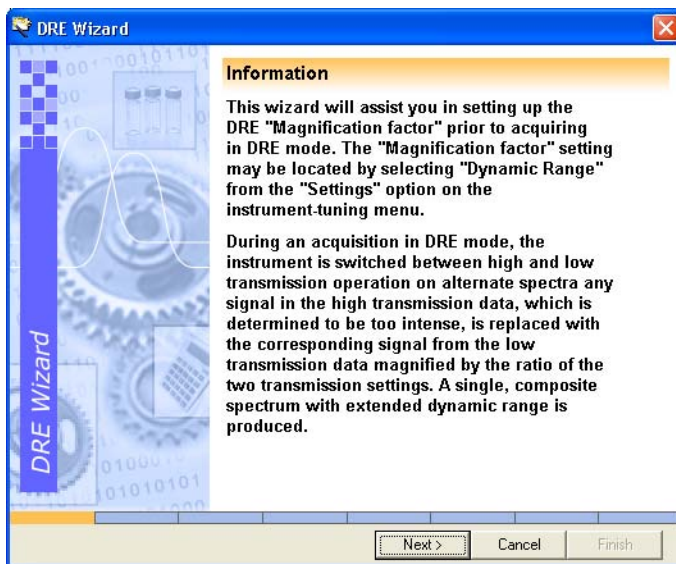 DRE Wizard
Information
This wizard will assist you in setting up the
DRE "Magnification factor" prior to acquiring
in DRE mode. The "Magnification factor" setting
may be located by selecting "Dynamic Range"
from the "Settings" option on the
instrument-tuning menu.
During an acquisition in DRE mode, the
instrument is switched between high and low
transmission operation on alternate spectra any
signal in the high transmission data, which is
determined to be too intense, is replaced with
the corresponding signal from the low
transmission data magnified by the ratio of the
two transmission settings. A single, composite
spectrum with extended dynamic range is
produced.
DRE Wizard
Next >
Cancel
Finish